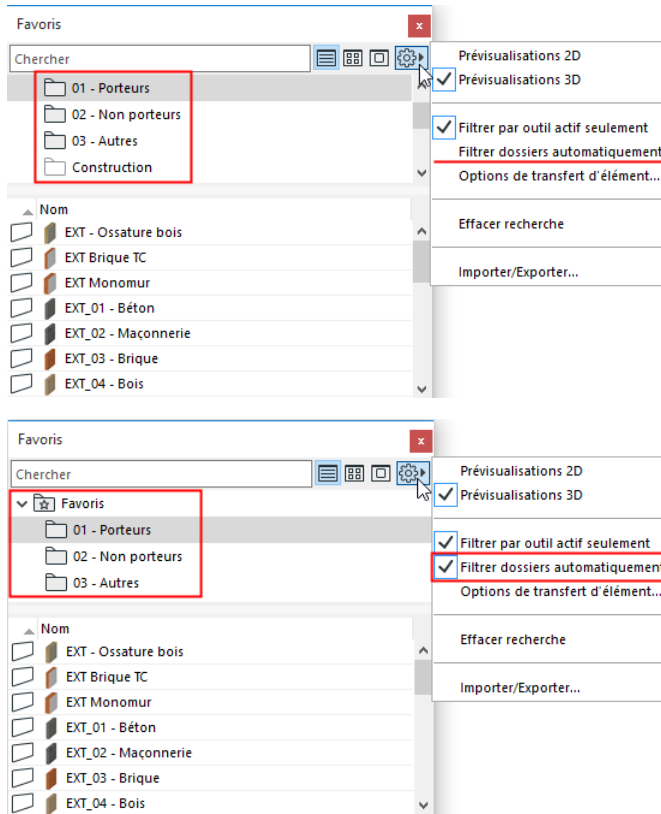 Favoris
x
Chercher
01 - Porteurs
02 - Non porteurs
03 - Autres
Construction
Nom
EXT - Ossature bois
EXT Brique TC
EXT Monomur
EXT_01 - Béton
EXT_02 - Maçonnerie
EXT_03 - Brique
EXT_04 - Bois
Prévisualisations 2D
Prévisualisations 3D
Filtrer par outil actif seulement
Filtrer dossiers automatiquement
Options de transfert d'élément...
Effacer recherche
Importer/Exporter...
Favoris
x
Chercher
Favoris
01 - Porteurs
02 - Non porteurs
03 - Autres
Nom
EXT - Ossature bois
EXT Brique TC
EXT Monomur
EXT_01 - Béton
EXT_02 - Maçonnerie
EXT_03 - Brique
EXT_04 - Bois
Prévisualisations 2D
Prévisualisations 3D
Filtrer par outil actif seulement
Filtrer dossiers automatiquement
Options de transfert d'élément...
Effacer recherche
Importer/Exporter...